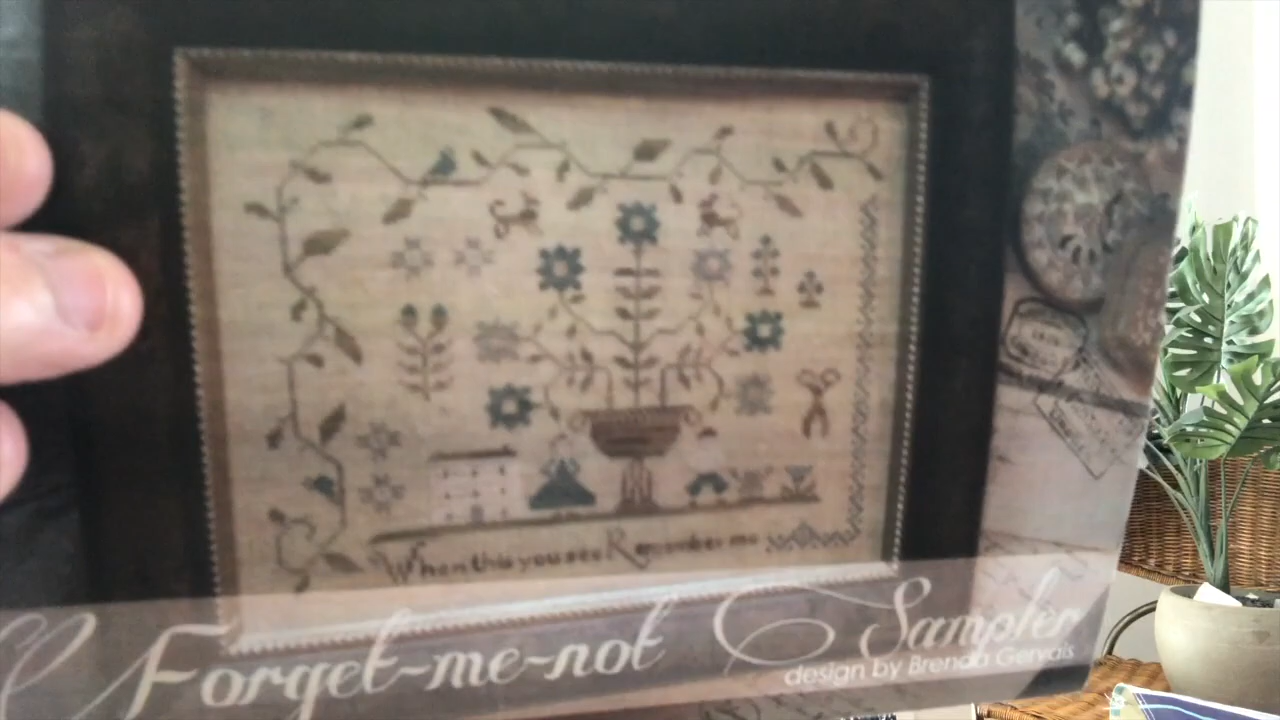 When this you see Remember me
Forget-me-not Sampler
design by Brenda Gervais